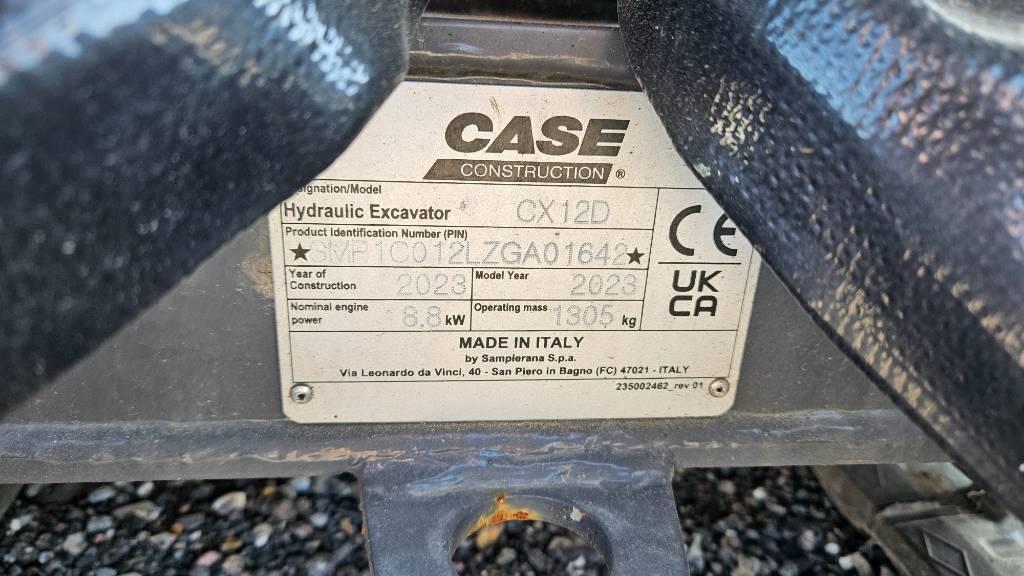 CASE
CONSTRUCTION ®
signation/Model
Hydraulic Excavator CX12D
Product Identification Number (PIN)
★SMP1C012LZGA01642★
Year of Construction 2023 Model Year 2023
Nominal engine power 8.8 kW Operating mass 1305 kg
CE
UK
CA
MADE IN ITALY
by Sampierana S.p.a.
Via Leonardo da Vinci, 40 - San Piero in Bagno (FC) 47021 - ITALY
235002462_rev 01